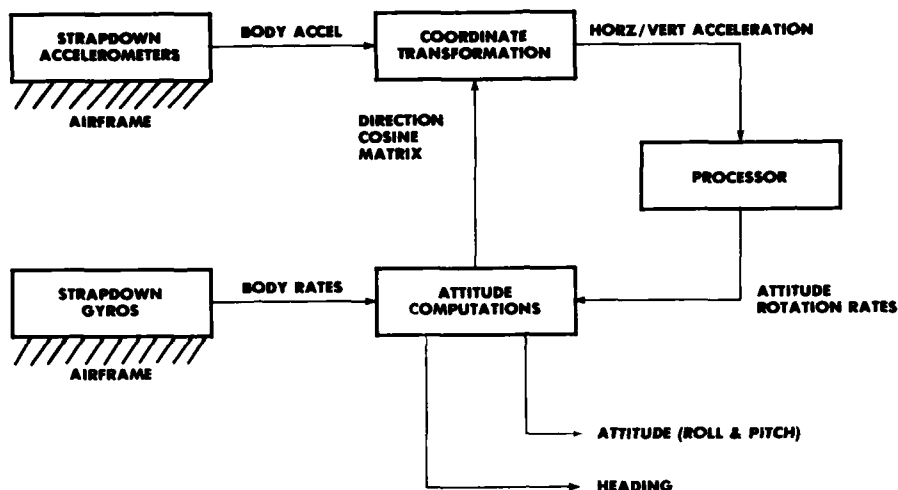 STRAPDOWN
ACCELEROMETERS
BODY ACCEL
COORDINATE
TRANSFORMATION
HORZ/VERT ACCELERATION
AIRFRAME
DIRECTION
COSINE
MATRIX
PROCESSOR
STRAPDOWN
GYROS
BODY RATES
ATTITUDE
COMPUTATIONS
ATTITUDE
ROTATION RATES
AIRFRAME
ATTITUDE (ROLL & PITCH)
HEADING